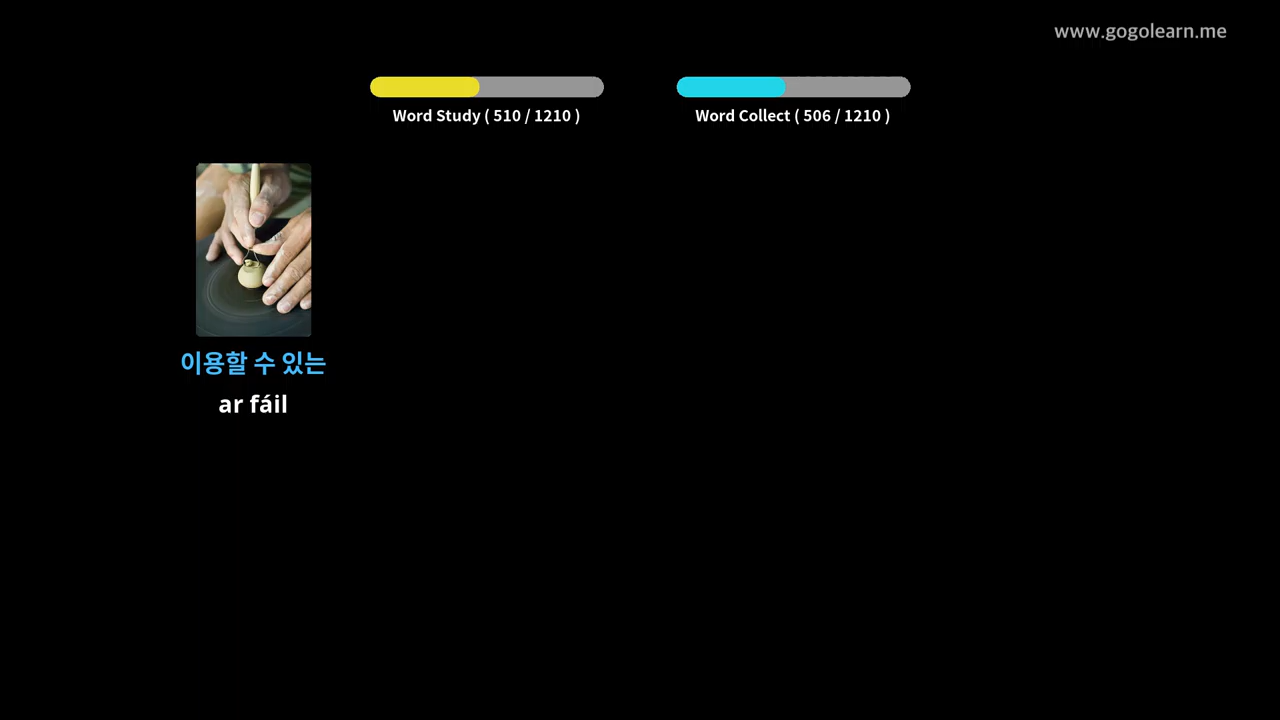 www.gogolearn.me
Word Study ( 510 / 1210 )
Word Collect ( 506 / 1210 )
이용할 수 있는
ar fáil